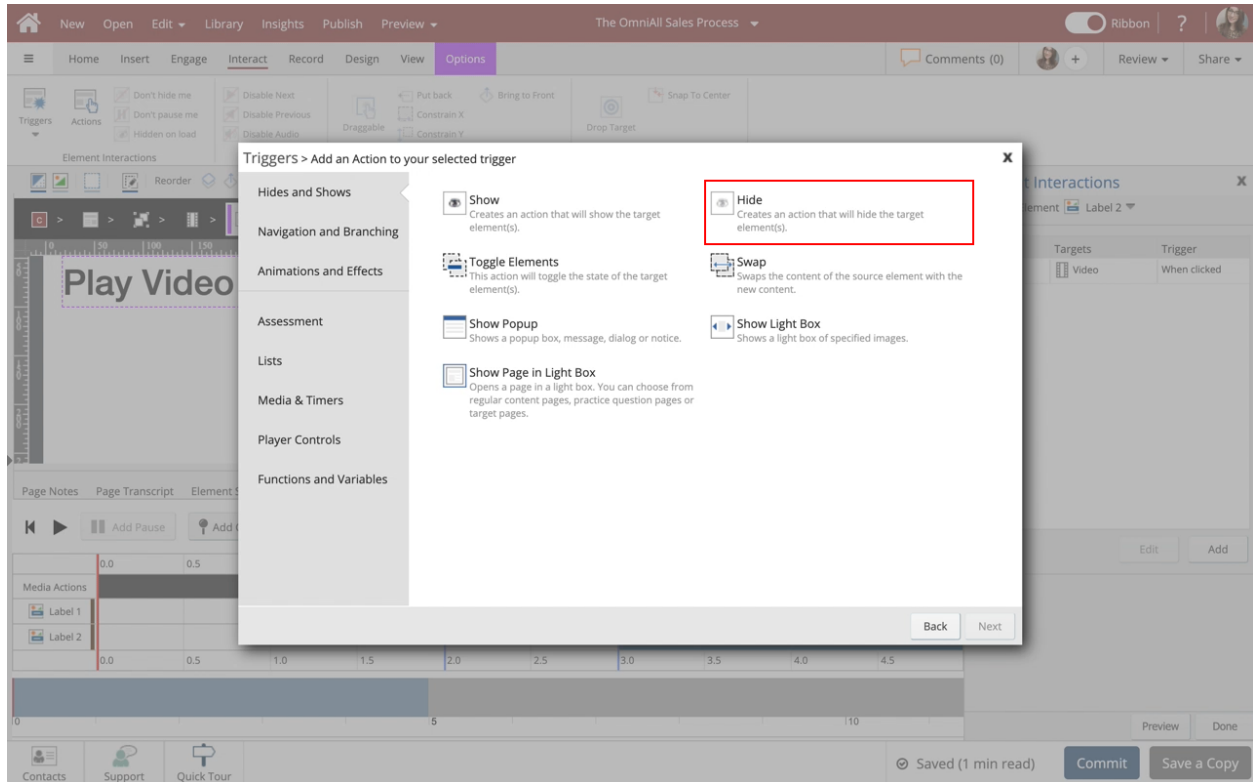 New Open Edit Library Insights Publish Preview The OmniAll Sales Process Ribbon ?
Home Insert Engage Interact Record Design View Options Comments (0) + Review Share
Don't hide me Disable Next Put back Bring to Front Snap To Center
Triggers Actions Don't pause me Disable Previous Draggable Constrain X Drop Target
Hidden on load Disable Audio Constrain Y
Element Interactions
Triggers > Add an Action to your selected trigger X
Reorder
t Interactions X
lement Label 2
Targets Trigger
Video When clicked
0 50 100 150
Play Video
Hides and Shows
Navigation and Branching
Animations and Effects
Assessment
Lists
Media & Timers
Player Controls
Functions and Variables
Show
Creates an action that will show the target
element(s).
Hide
Creates an action that will hide the target
element(s).
Toggle Elements
This action will toggle the state of the target
element(s).
Swap
Swaps the content of the source element with the
new content.
Show Popup
Shows a popup box, message, dialog or notice.
Show Light Box
Shows a light box of specified images.
Show Page in Light Box
Opens a page in a light box. You can choose from
regular content pages, practice question pages or
target pages.
Back Next
Page Notes Page Transcript Element S
Add Pause Add
Edit Add
0.0 0.5
Media Actions
Label 1
Label 2
0.0 0.5 1.0 1.5 2.0 2.5 3.0 3.5 4.0 4.5
0 5 10
Preview Done
Contacts Support Quick Tour Saved (1 min read) Commit Save a Copy